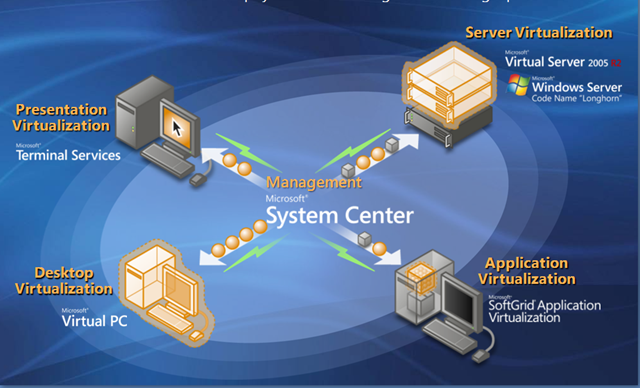 Server Virtualization
Microsoft®
Virtual Server 2005 R2
Microsoft®
Windows Server
Code Name "Longhorn"
Presentation
Virtualization
Microsoft®
Terminal Services
Management
Microsoft®
System Center
Desktop
Virtualization
Microsoft®
Virtual PC
Application
Virtualization
Microsoft®
SoftGrid® Application
Virtualization